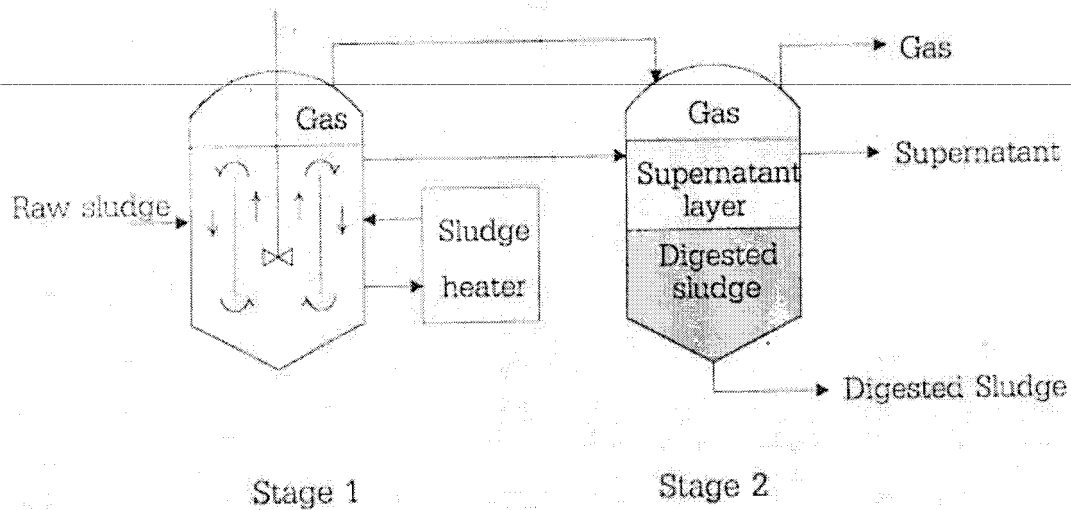 Gas
Gas
Gas
Supernatant
Supernatant
layer
Raw sludge
Sludge
heater
Digested
sludge
Digested Sludge
Stage 1
Stage 2